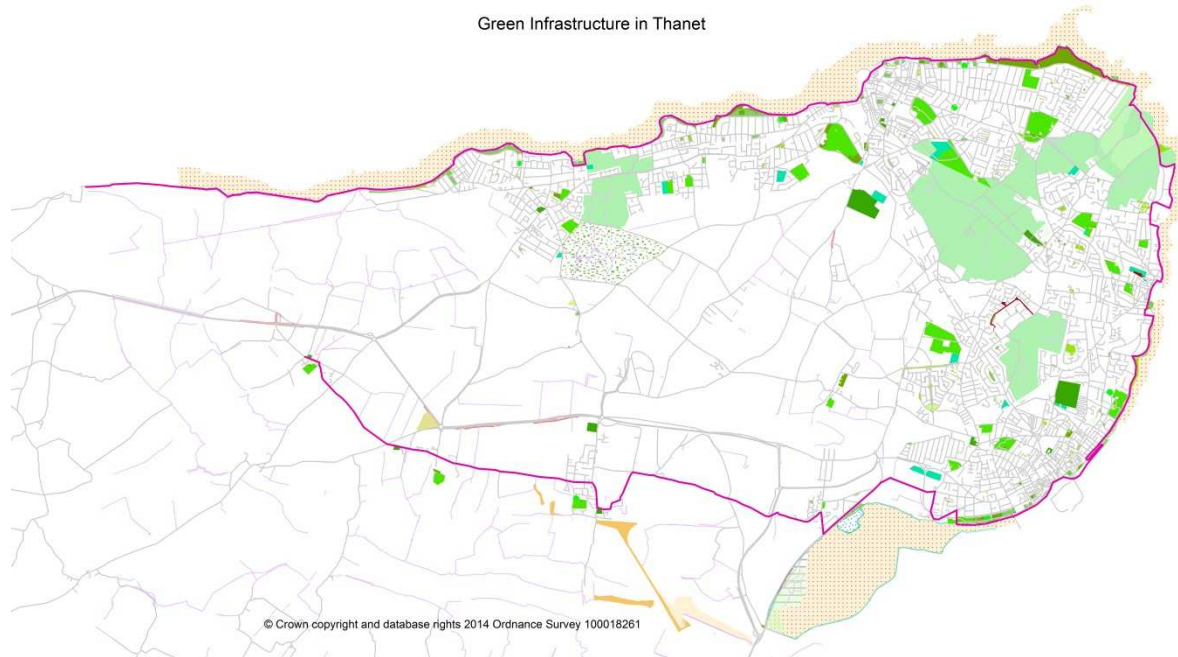 Green Infrastructure in Thanet
© Crown copyright and database rights 2014 Ordnance Survey 100018261